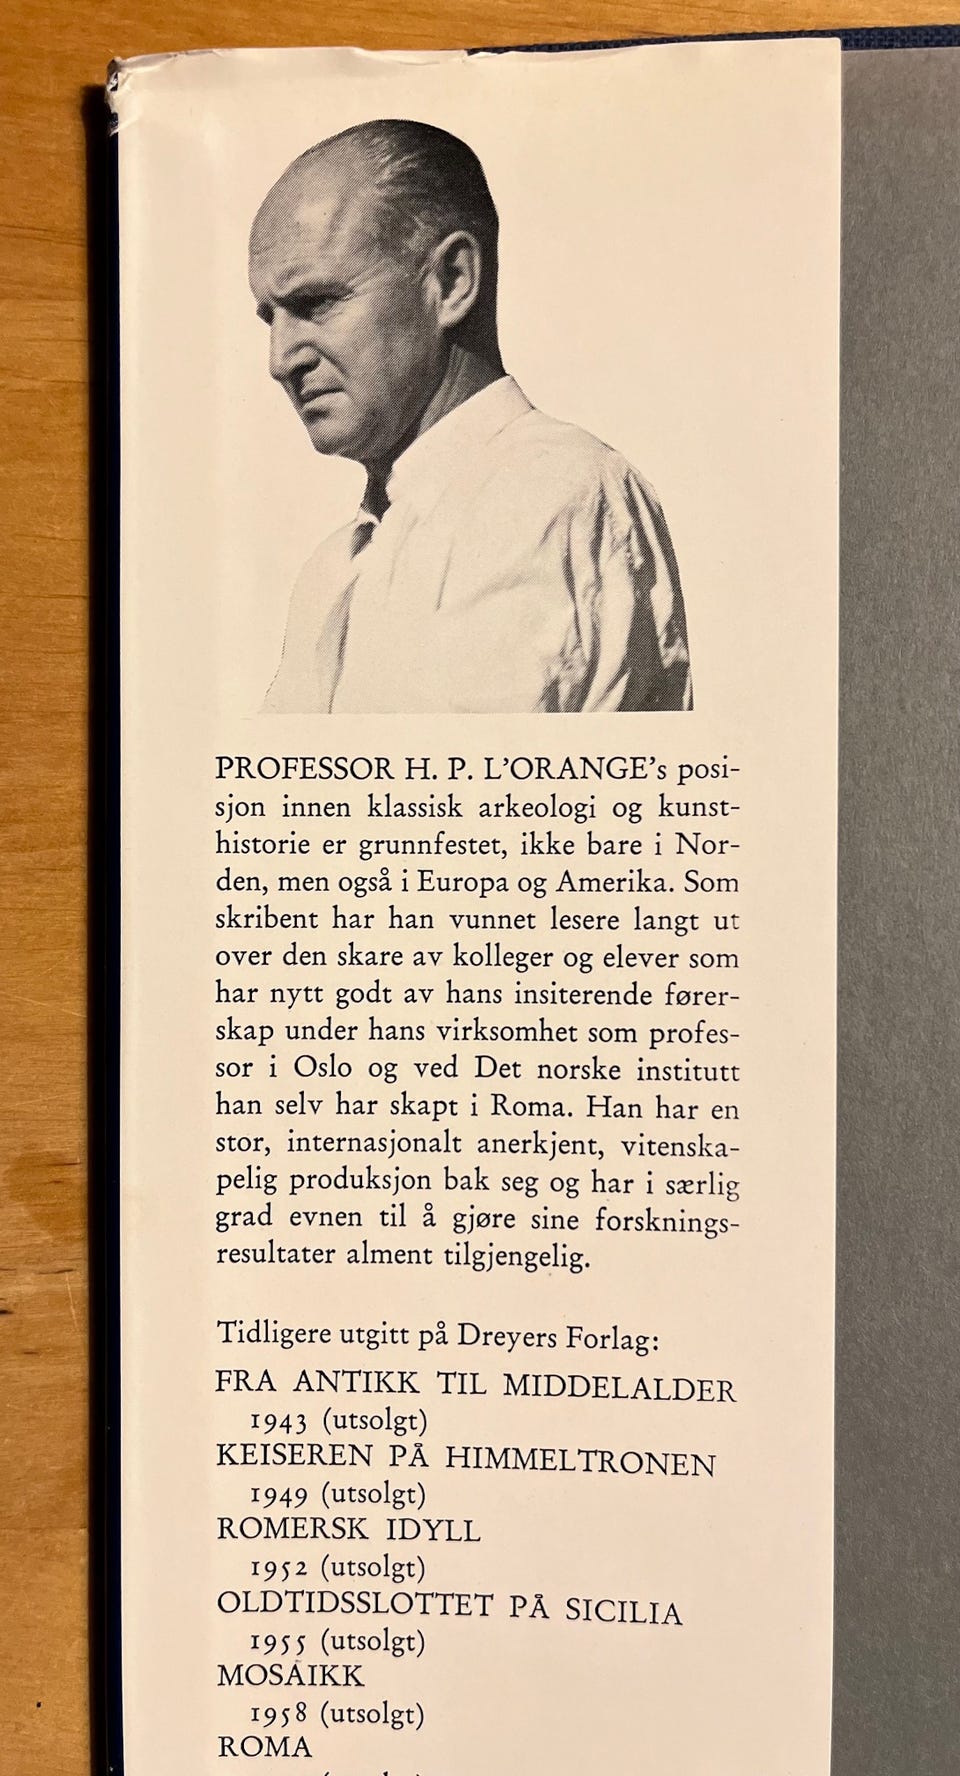 PROFESSOR H. P. L'ORANGE's posi-
sjon innen klassisk arkeologi og kunst-
historie er grunnfestet, ikke bare i Nor-
den, men også i Europa og Amerika. Som
skribent har han vunnet lesere langt ut
over den skare av kolleger og elever som
har nytt godt av hans insiterende fører-
skap under hans virksomhet som profes-
sor i Oslo og ved Det norske institutt
han selv har skapt i Roma. Han har en
stor, internasjonalt anerkjent, vitenska-
pelig produksjon bak seg og har i særlig
grad evnen til å gjøre sine forsknings-
resultater alment tilgjengelig.
Tidligere utgitt på Dreyers Forlag:
FRA ANTIKK TIL MIDDELALDER
1943 (utsolgt)
KEISEREN PÅ HIMMELTRONEN
1949 (utsolgt)
ROMERSK IDYLL
1952 (utsolgt)
OLDTIDSSLOTTET PÅ SICILIA
1955 (utsolgt)
MOSAIKK
1958 (utsolgt)
ROMA